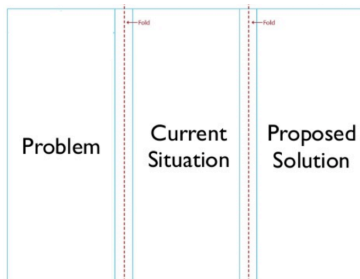 Fold
Fold
Problem
Current
Situation
Proposed
Solution